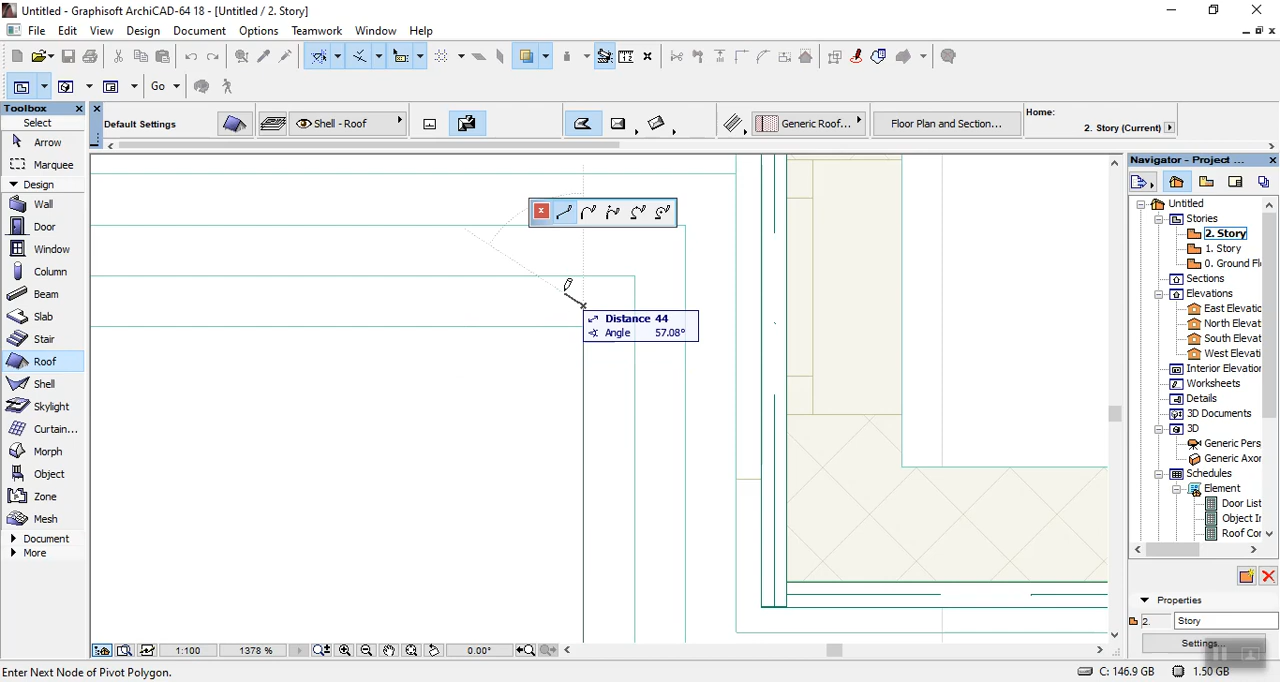 Untitled - Graphisoft ArchiCAD-64 18 - [Untitled / 2. Story]
File Edit View Design Document Options Teamwork Window Help
Go
Toolbox
Select
Arrow
Marquee
Design
Wall
Door
Window
Column
Beam
Slab
Stair
Roof
Shell
Skylight
Curtain...
Morph
Object
Zone
Mesh
Document
More
Default Settings
Shell - Roof
Generic Roof...
Floor Plan and Section...
Home:
2. Story (Current)
Distance 44
Angle 57.08°
Navigator - Project ...
Untitled
Stories
2. Story
1. Story
0. Ground Fl
Sections
Elevations
East Elevatio
North Elevat
South Elevat
West Elevati
Interior Elevation
Worksheets
Details
3D Documents
3D
Generic Pers
Generic Axor
Schedules
Element
Door List
Object In
Roof Cor
Properties
2. Story
Settings...
1:100
1378 %
0.00°
Enter Next Node of Pivot Polygon.
C: 146.9 GB
1.50 GB